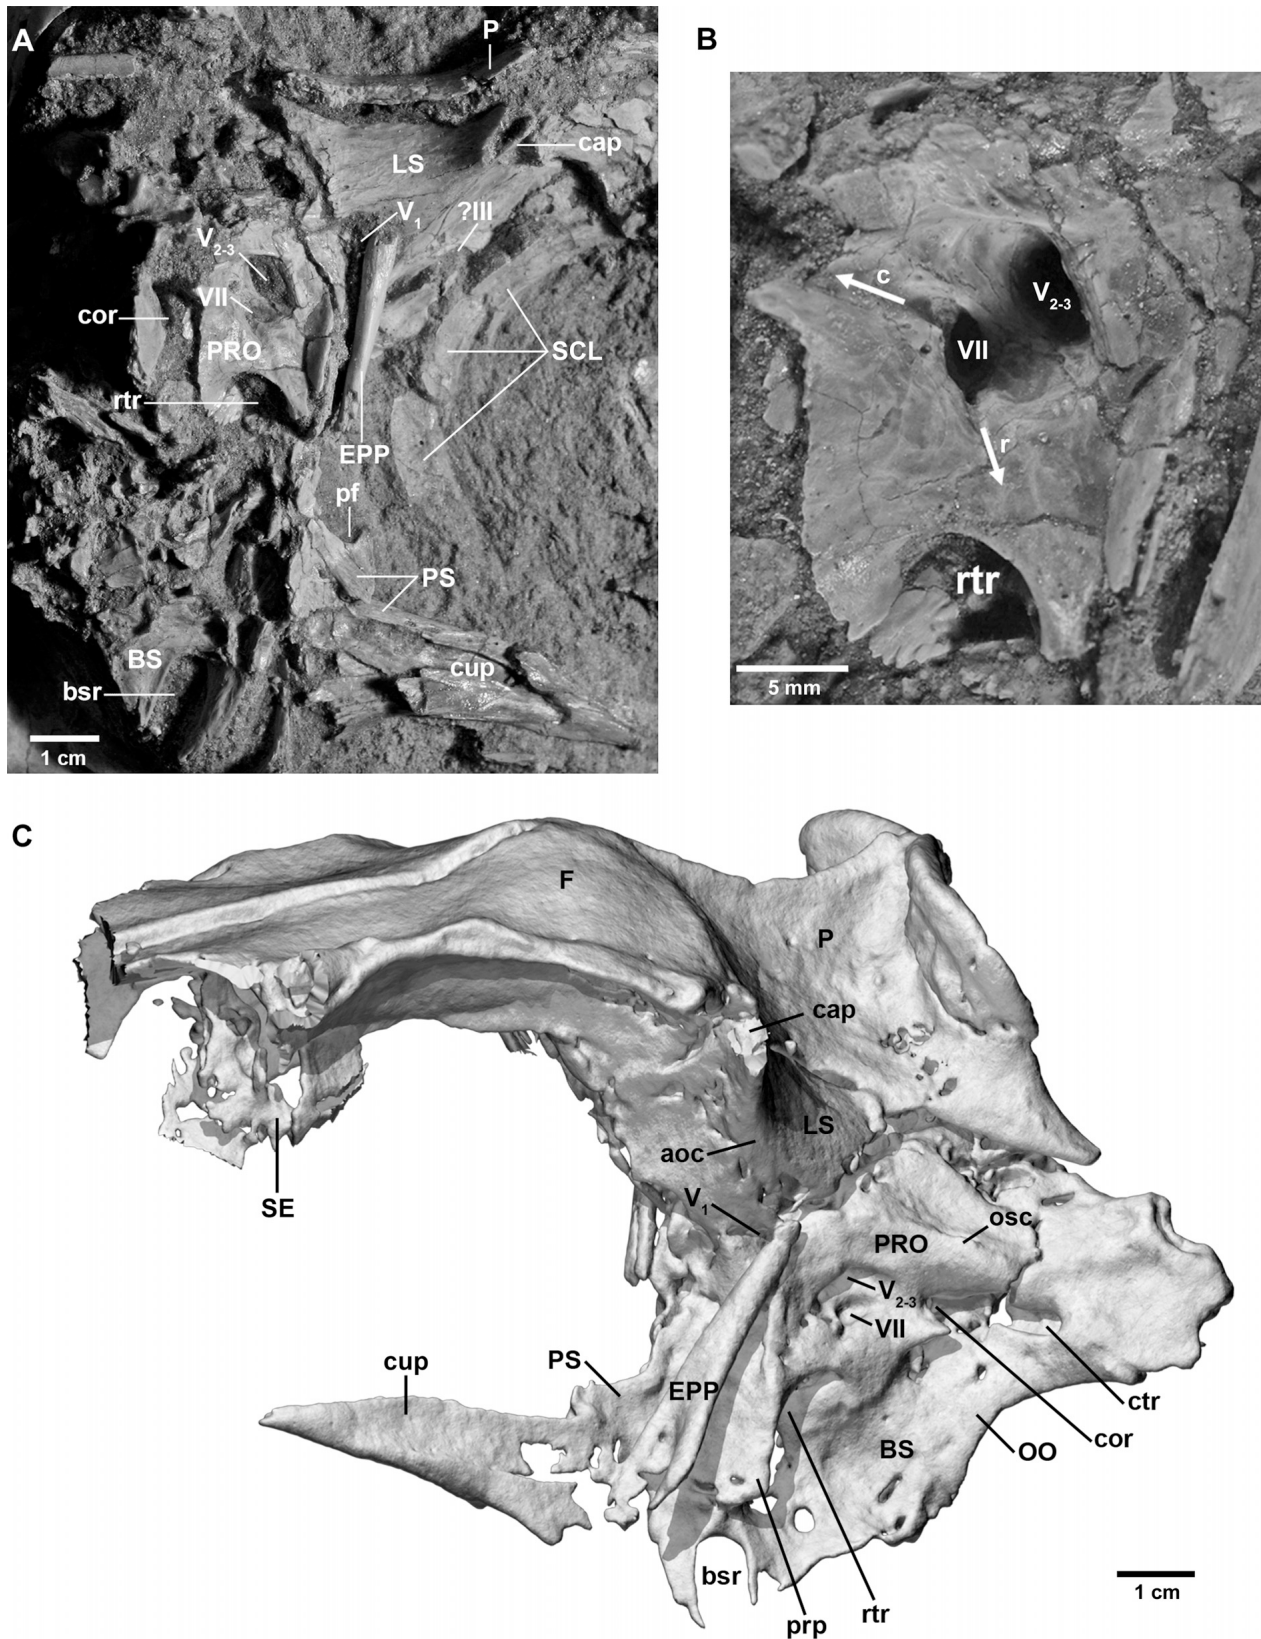 A
P
cap
LS
V1
?III
V2-3
VII
cor
SCL
PRO
rtr
EPP
pf
PS
BS
cup
bsr
1 cm
B
c
V2-3
VII
r
rtr
5 mm
C
F
P
cap
LS
aoc
V1
SE
osc
PRO
V2-3
VII
cup
PS
EPP
ctr
BS
cor
OO
bsr
rtr
prp
1 cm